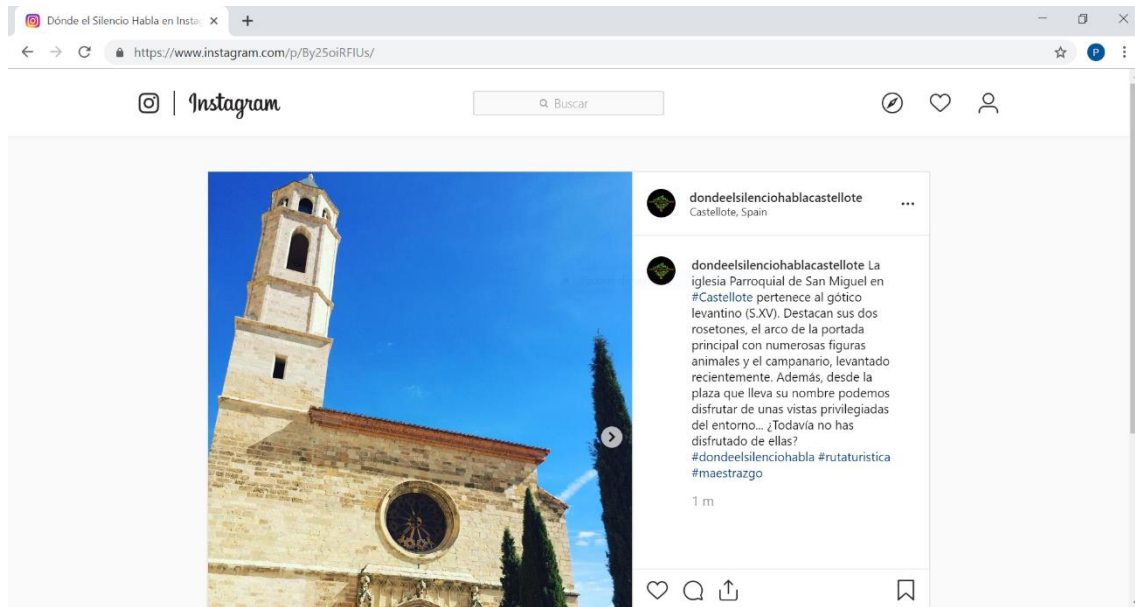 Dónde el Silencio Habla en Insta
https://www.instagram.com/p/By25oiRFIUs/
P
Instagram
Buscar
dondeelsilenciohablacastellote
Castellote, Spain
dondeelsilenciohablacastellote La
iglesia Parroquial de San Miguel en
#Castellote pertenece al gótico
levantino (S.XV). Destacan sus dos
rosetones, el arco de la portada
principal con numerosas figuras
animales y el campanario, levantado
recientemente. Además, desde la
plaza que lleva su nombre podemos
disfrutar de unas vistas privilegiadas
del entorno... ¿Todavía no has
disfrutado de ellas?
#dondeelsilenciohabla #rutaturistica
#maestrazgo
1 m